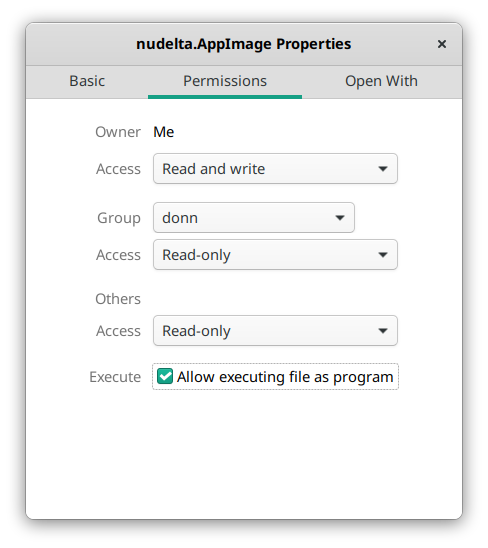 nudelta.AppImage Properties
Basic Permissions Open With
Owner Me
Access Read and write
Group donn
Access Read-only
Others
Access Read-only
Execute Allow executing file as program